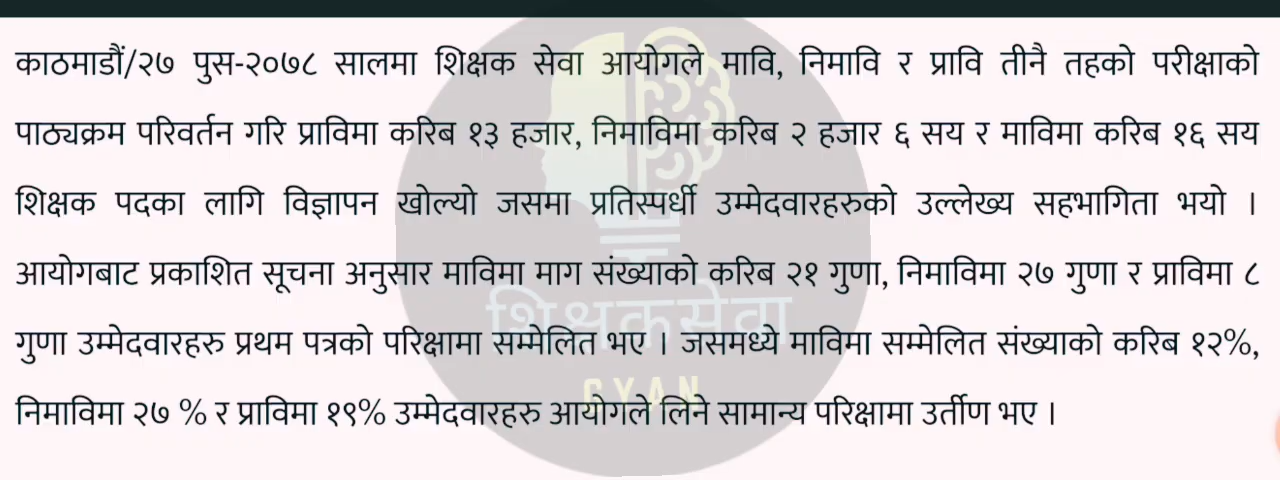 काठमाडौं/२७ पुस-२०७८ सालमा शिक्षक सेवा आयोगले मावि, निमावि र प्रावि तीनै तहको परीक्षाको
पाठ्यक्रम परिवर्तन गरि प्राविमा करिब १३ हजार, निमाविमा करिब २ हजार ६ सय र माविमा करिब १६ सय
शिक्षक पदका लागि विज्ञापन खोल्यो जसमा प्रतिस्पर्धी उम्मेदवारहरुको उल्लेख्य सहभागिता भयो ।
आयोगबाट प्रकाशित सूचना अनुसार माविमा माग संख्याको करिब २१ गुणा, निमाविमा २७ गुणा र प्राविमा ८
शिक्षकसेवा
गुणा उम्मेदवारहरु प्रथम पत्रको परिक्षामा सम्मेलित भए । जसमध्ये माविमा सम्मेलित संख्याको करिब १२%,
GYAN
निमाविमा २७ % र प्राविमा १९% उम्मेदवारहरु आयोगले लिने सामान्य परिक्षामा उर्तीण भए ।